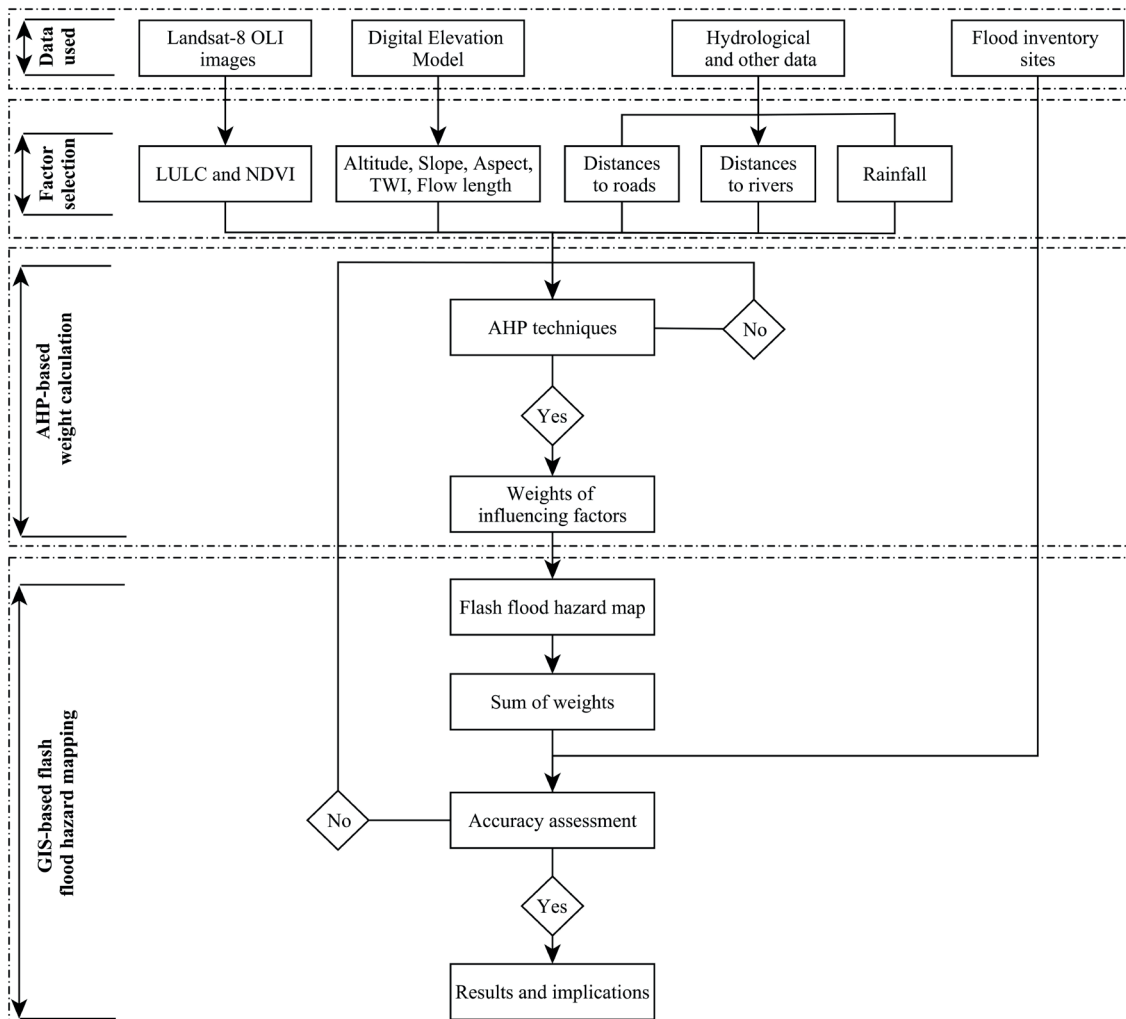 Data
used
Landsat-8 OLI
images
Digital Elevation
Model
Hydrological
and other data
Flood inventory
sites
Factor
selection
LULC and NDVI
Altitude, Slope, Aspect,
TWI, Flow length
Distances
to roads
Distances
to rivers
Rainfall
AHP-based
weight calculation
AHP techniques
No
Yes
Weights of
influencing factors
GIS-based flash
flood hazard mapping
Flash flood hazard map
Sum of weights
No
Accuracy assessment
Yes
Results and implications